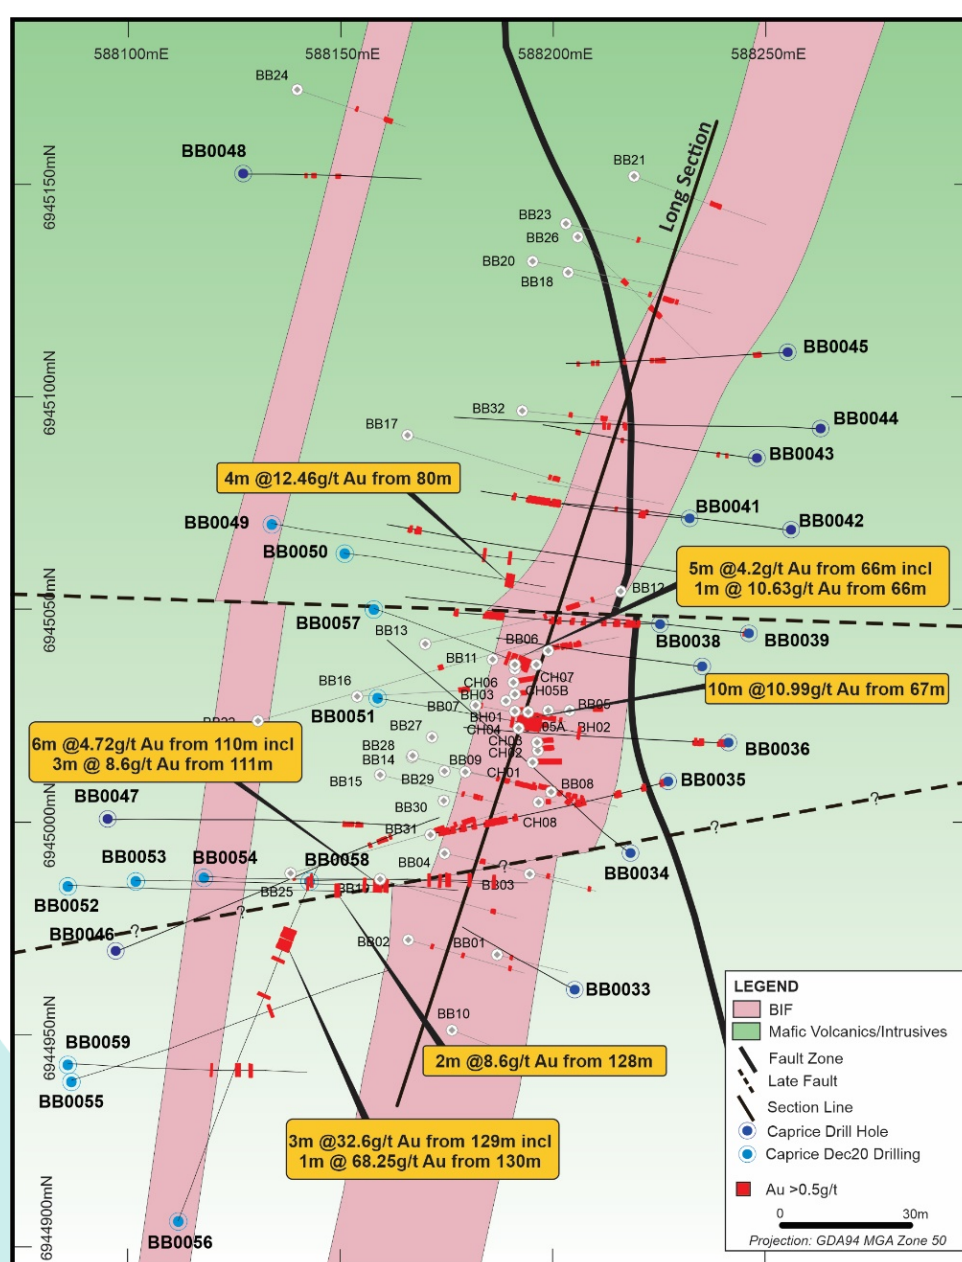 588100mE
588150mE
588200mE
588250mE
BB24
BB0048
6945150mN
BB21
Long Section
BB23
BB26
BB20
BB18
BB0045
6945100mN
BB32
BB17
BB0044
BB0043
4m @12.46g/t Au from 80m
BB0049
BB0041
BB0042
BB0050
5m @4.2g/t Au from 66m incl
1m @ 10.63g/t Au from 66m
BB12
6945050mN
BB0057
BB13
BB06
BB0038
BB0039
BB11
CH07
CH06
CH05B
BB16
BH03
10m @10.99g/t Au from 67m
BB0051
BB07
BB05
BH01
05A
BH02
CH04
BB27
CH03
BB0036
6m @4.72g/t Au from 110m incl
3m @ 8.6g/t Au from 111m
CH02
BB28
BB14
BB09
BB15
BB29
CH01
BB0035
BB08
BB0047
BB30
6945000mN
CH08
BB31
?
?
BB0053
BB0054
BB0058
BB04
?
BB0034
BB0052
BB25
BB03
?
?
BB0046
BB02
BB01
BB0033
6944950mN
BB10
BB0059
2m @8.6g/t Au from 128m
BB0055
3m @32.6g/t Au from 129m incl
1m @ 68.25g/t Au from 130m
6944900mN
BB0056
LEGEND
BIF
Mafic Volcanics/Intrusives
Fault Zone
Late Fault
Section Line
Caprice Drill Hole
Caprice Dec20 Drilling
Au >0.5g/t
0
30m
Projection: GDA94 MGA Zone 50